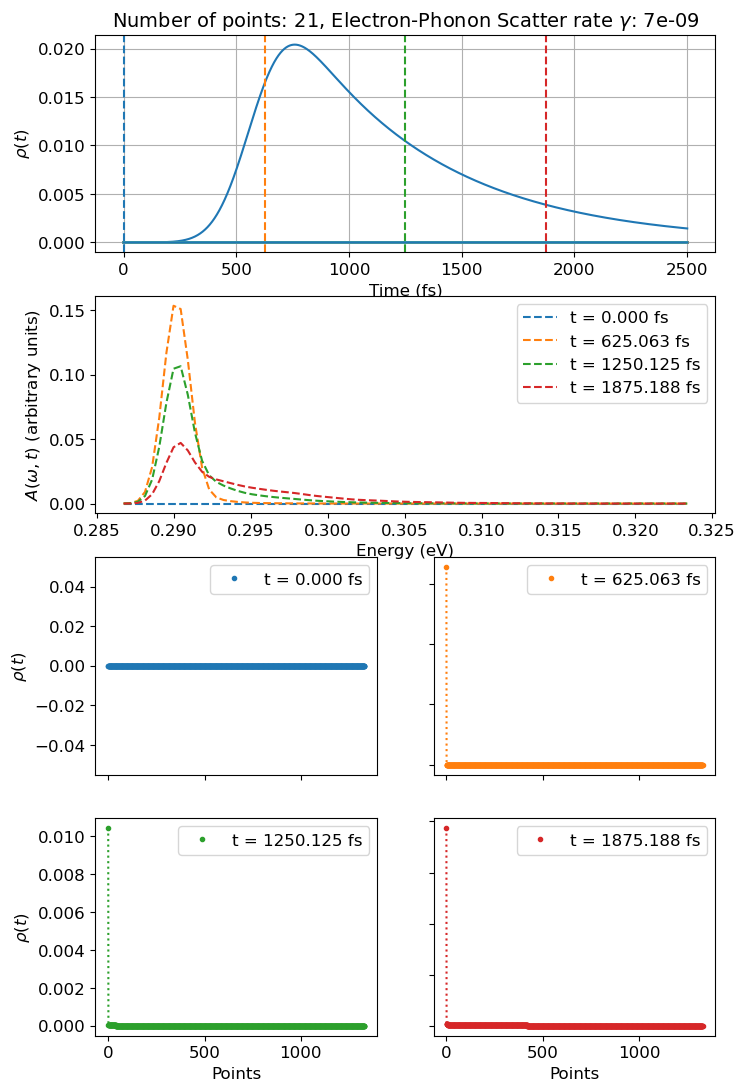 Number of points: 21, Electron-Phonon Scatter rate γ: 7e-09
0.020
0.015
0.010
0.005
0.000
ρ(t)
0
500
1000
1500
2000
2500
Time (fs)
0.15
0.10
0.05
0.00
A(ω, t) (arbitrary units)
t = 0.000 fs
t = 625.063 fs
t = 1250.125 fs
t = 1875.188 fs
0.285
0.290
0.295
0.300
0.305
0.310
0.315
0.320
0.325
Energy (eV)
0.04
0.02
0.00
−0.02
−0.04
ρ(t)
t = 0.000 fs
t = 625.063 fs
0.010
0.008
0.006
0.004
0.002
0.000
ρ(t)
t = 1250.125 fs
t = 1875.188 fs
0
500
1000
0
500
1000
Points
Points